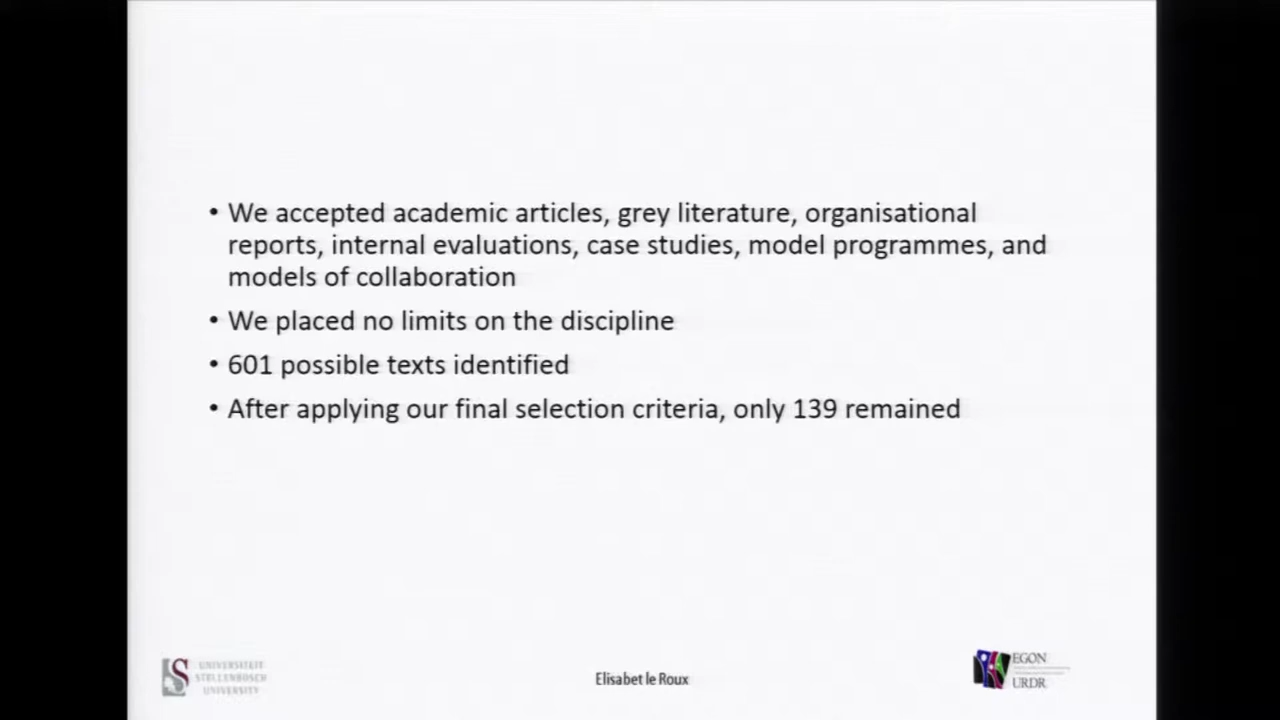 • We accepted academic articles, grey literature, organisational
reports, internal evaluations, case studies, model programmes, and
models of collaboration
• We placed no limits on the discipline
• 601 possible texts identified
• After applying our final selection criteria, only 139 remained
UNIVERSITEIT
STELLENBOSCH
UNIVERSITY
Elisabet le Roux
EGON
URDR